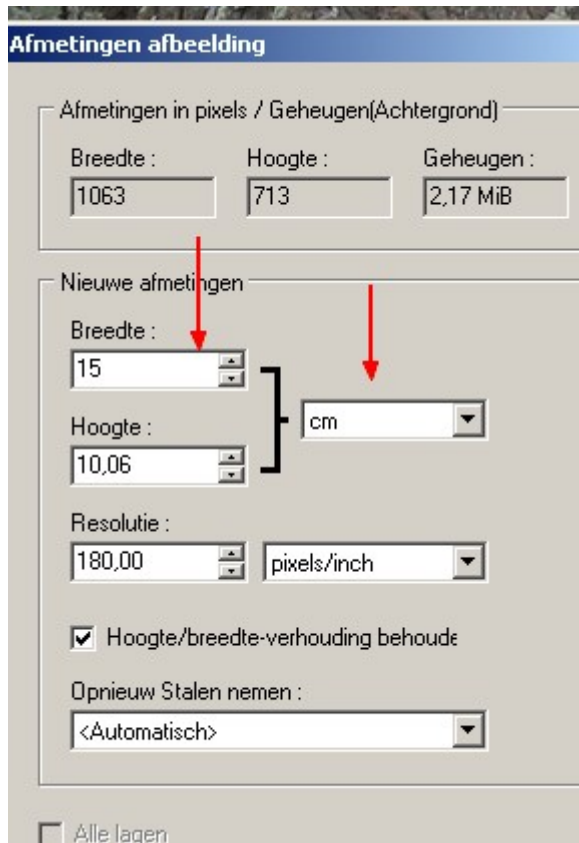 Afmetingen afbeelding
Afmetingen in pixels / Geheugen(Achtergrond)
Breedte : Hoogte : Geheugen :
1063 713 2,17 MiB
Nieuwe afmetingen
Breedte :
15
cm
Hoogte :
10,06
Resolutie :
180,00 pixels/inch
Hoogte/breedte-verhouding behoude
Opnieuw Stalen nemen :
<Automatisch>
Alle lagen